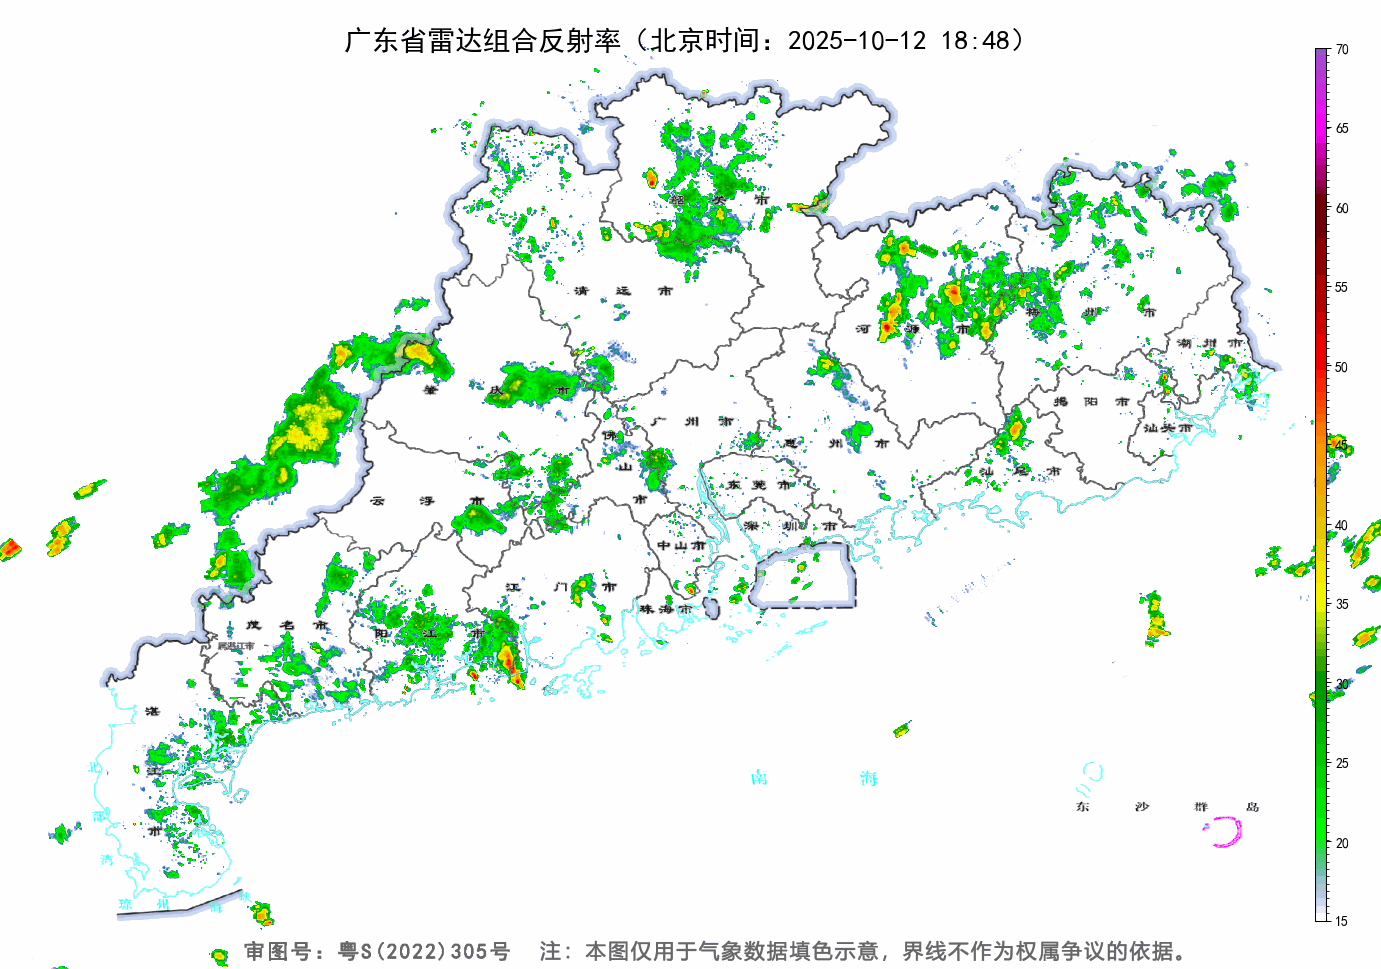 广东省雷达组合反射率（北京时间：2025-10-12 18:48）
70
65
60
55
50
45
40
35
30
25
20
15
韶关市
清远市
河源市
梅州市
潮州市
肇庆市
广州市
惠州市
揭阳市
汕头市
佛山市
东莞市
汕尾市
云浮市
深圳市
中山市
江门市
珠海市
茂名市
属湛江市
阳江市
湛江市
北部湾
琼州海峡
南海
东沙群岛
审图号：粤S(2022)305号 注：本图仅用于气象数据填色示意，界线不作为权属争议的依据。